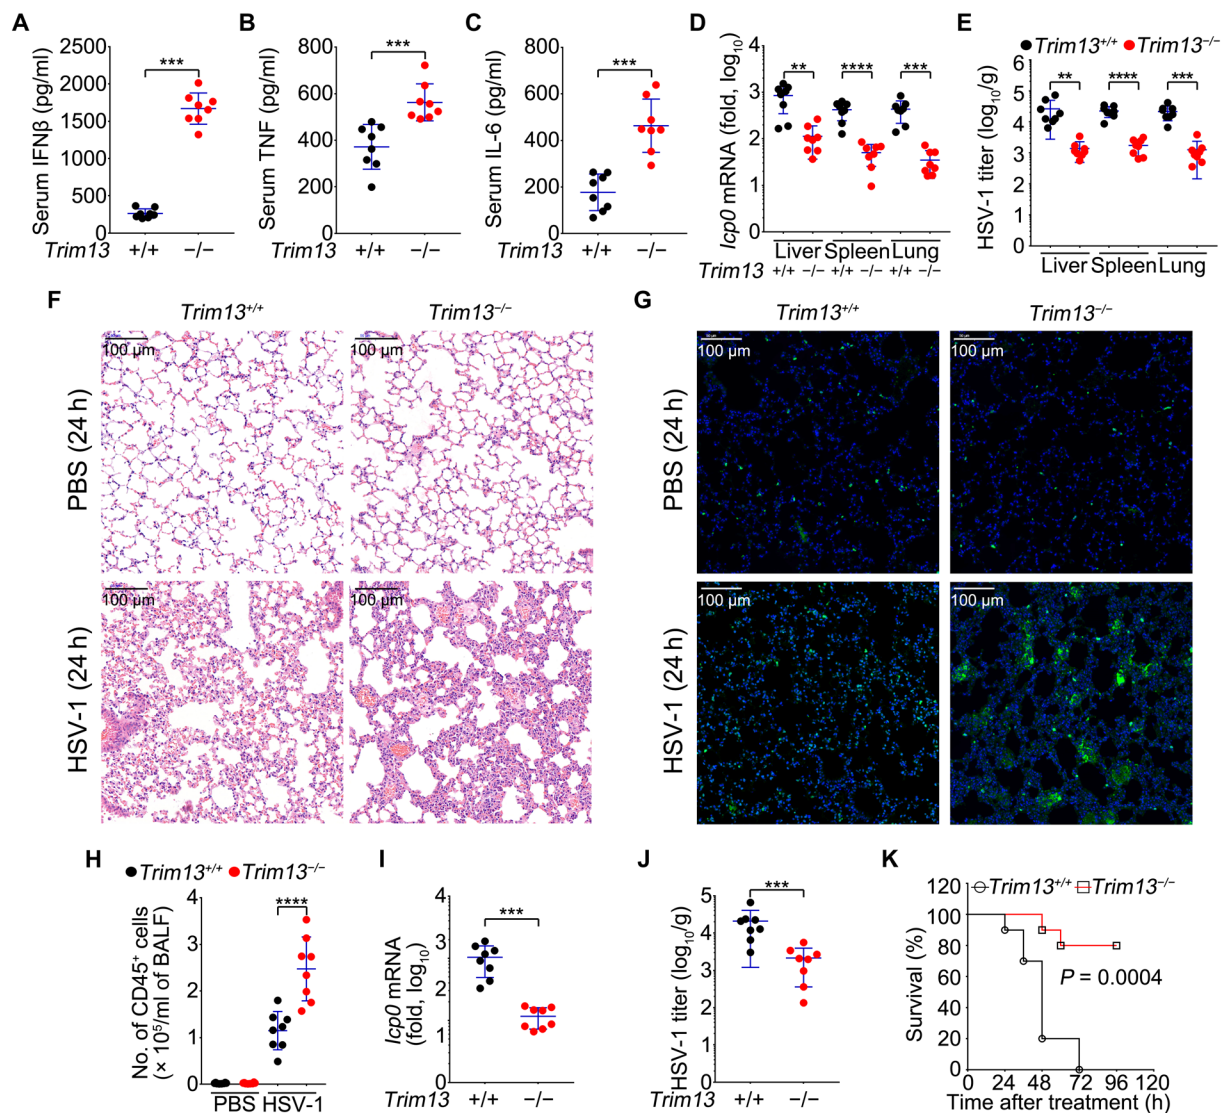 A
Serum IFNβ (pg/ml)
2500
2000
1500
1000
500
0
***
Trim13 +/+ −/−
B
Serum TNF (pg/ml)
800
600
400
200
0
***
Trim13 +/+ −/−
C
Serum IL-6 (pg/ml)
800
600
400
200
0
***
Trim13 +/+ −/−
D
Icp0 mRNA (fold, log10)
4
3
2
1
0
** **** ***
Liver Spleen Lung
Trim13 +/+ −/− +/+ −/− +/+ −/−
E
Trim13+/+ Trim13−/−
HSV-1 titer (log10/g)
6
5
4
3
2
1
0
** **** ***
Liver Spleen Lung
F
Trim13+/+ Trim13−/−
PBS (24 h)
100 µm 100 µm
HSV-1 (24 h)
100 µm 100 µm
G
Trim13+/+ Trim13−/−
PBS (24 h)
100 µm 100 µm
HSV-1 (24 h)
100 µm 100 µm
H
Trim13+/+ Trim13−/−
No. of CD45+ cells
(× 10⁵/ml of BALF)
4
3
2
1
0
****
PBS HSV-1
I
Icp0 mRNA
(fold, log10)
4
3
2
1
0
***
Trim13 +/+ −/−
J
HSV-1 titer (log10/g)
5
4
3
2
1
0
***
Trim13 +/+ −/−
K
Trim13+/+ Trim13−/−
Survival (%)
120
100
80
60
40
20
0
P = 0.0004
0 24 48 72 96 120
Time after treatment (h)